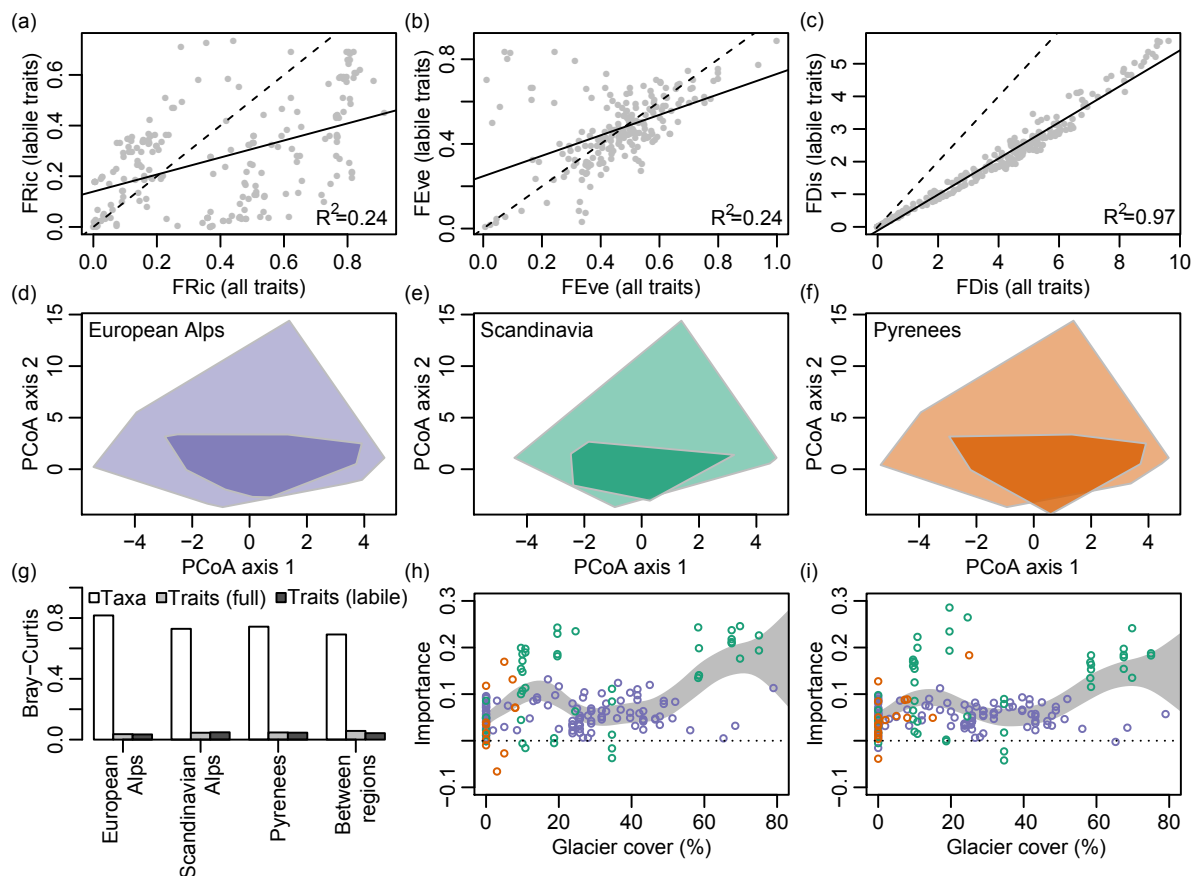 (a)
FRic (labile traits)
0.0 0.2 0.4 0.6
R²=0.24
0.0 0.2 0.4 0.6 0.8
FRic (all traits)
(b)
FEve (labile traits)
0.0 0.4 0.8
R²=0.24
0.0 0.2 0.4 0.6 0.8 1.0
FEve (all traits)
(c)
FDis (labile traits)
0 1 2 3 4 5
R²=0.97
0 2 4 6 8 10
FDis (all traits)
(d)
European Alps
PCoA axis 2
0 5 10 15
−4 −2 0 2 4
PCoA axis 1
(e)
Scandinavia
PCoA axis 2
0 5 10 15
−4 −2 0 2 4
PCoA axis 1
(f)
Pyrenees
PCoA axis 2
0 5 10 15
−4 −2 0 2 4
PCoA axis 1
(g)
Taxa Traits (full) Traits (labile)
Bray−Curtis
0.0 0.4 0.8
European
Alps
Scandinavian
Alps
Pyrenees
Between
regions
(h)
Importance
−0.1 0.1 0.2 0.3
0 20 40 60 80
Glacier cover (%)
(i)
Importance
−0.1 0.1 0.2 0.3
0 20 40 60 80
Glacier cover (%)